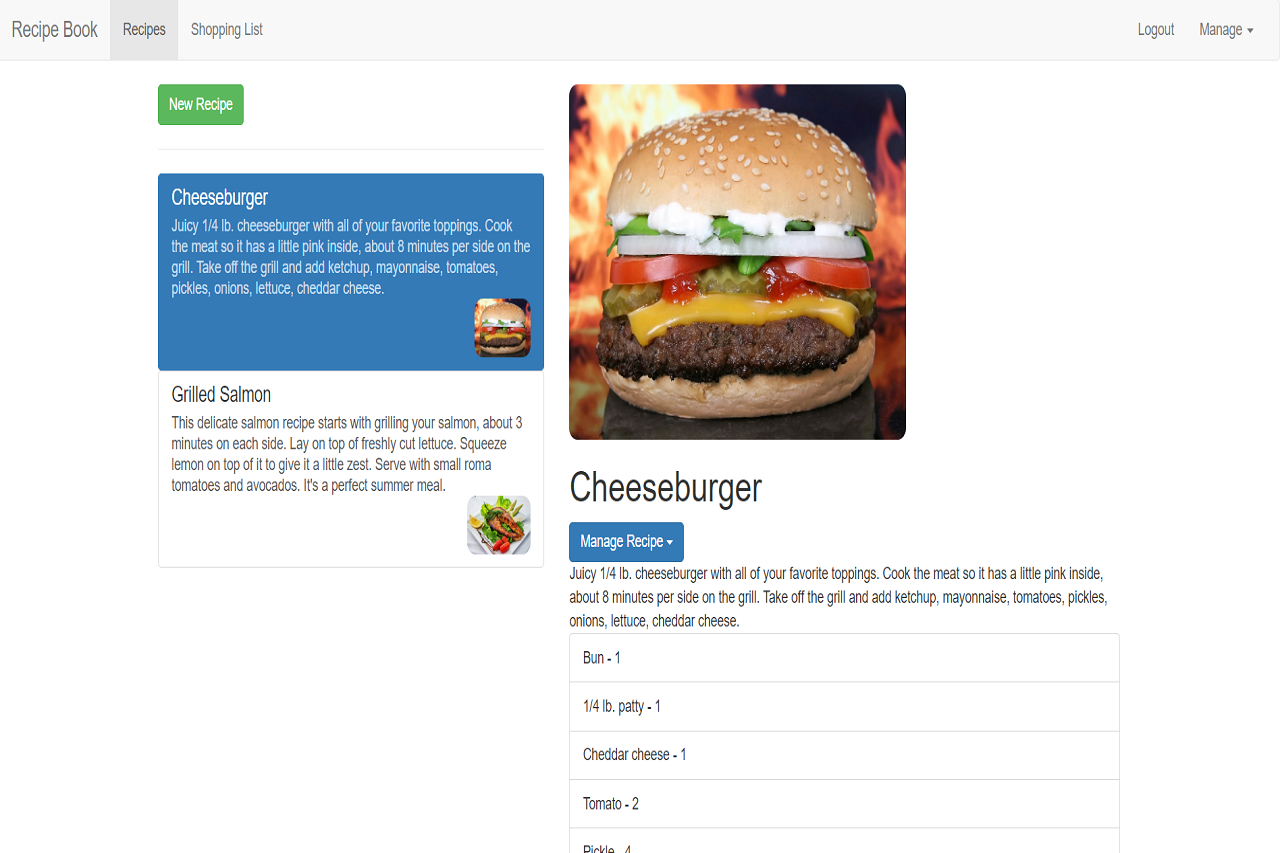 Recipe Book Recipes Shopping List Logout Manage
New Recipe
Cheeseburger
Juicy 1/4 lb. cheeseburger with all of your favorite toppings. Cook
the meat so it has a little pink inside, about 8 minutes per side on the
grill. Take off the grill and add ketchup, mayonnaise, tomatoes,
pickles, onions, lettuce, cheddar cheese.
Grilled Salmon
This delicate salmon recipe starts with grilling your salmon, about 3
minutes on each side. Lay on top of freshly cut lettuce. Squeeze
lemon on top of it to give it a little zest. Serve with small roma
tomatoes and avocados. It's a perfect summer meal.
Cheeseburger
Manage Recipe
Juicy 1/4 lb. cheeseburger with all of your favorite toppings. Cook the meat so it has a little pink inside,
about 8 minutes per side on the grill. Take off the grill and add ketchup, mayonnaise, tomatoes, pickles,
onions, lettuce, cheddar cheese.
Bun - 1
1/4 lb. patty - 1
Cheddar cheese - 1
Tomato - 2
Pickle - 4